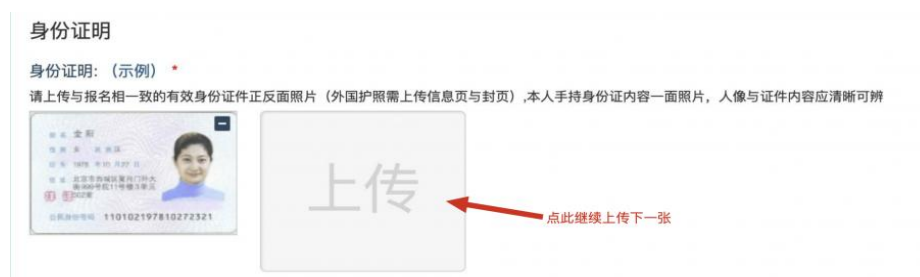 身份证明
身份证明：（示例） *
请上传与报名相一致的有效身份证件正反面照片（外国护照需上传信息页与封页）,本人手持身份证内容一面照片，人像与证件内容应清晰可辨
上传
点此继续上传下一张
110102197810272321